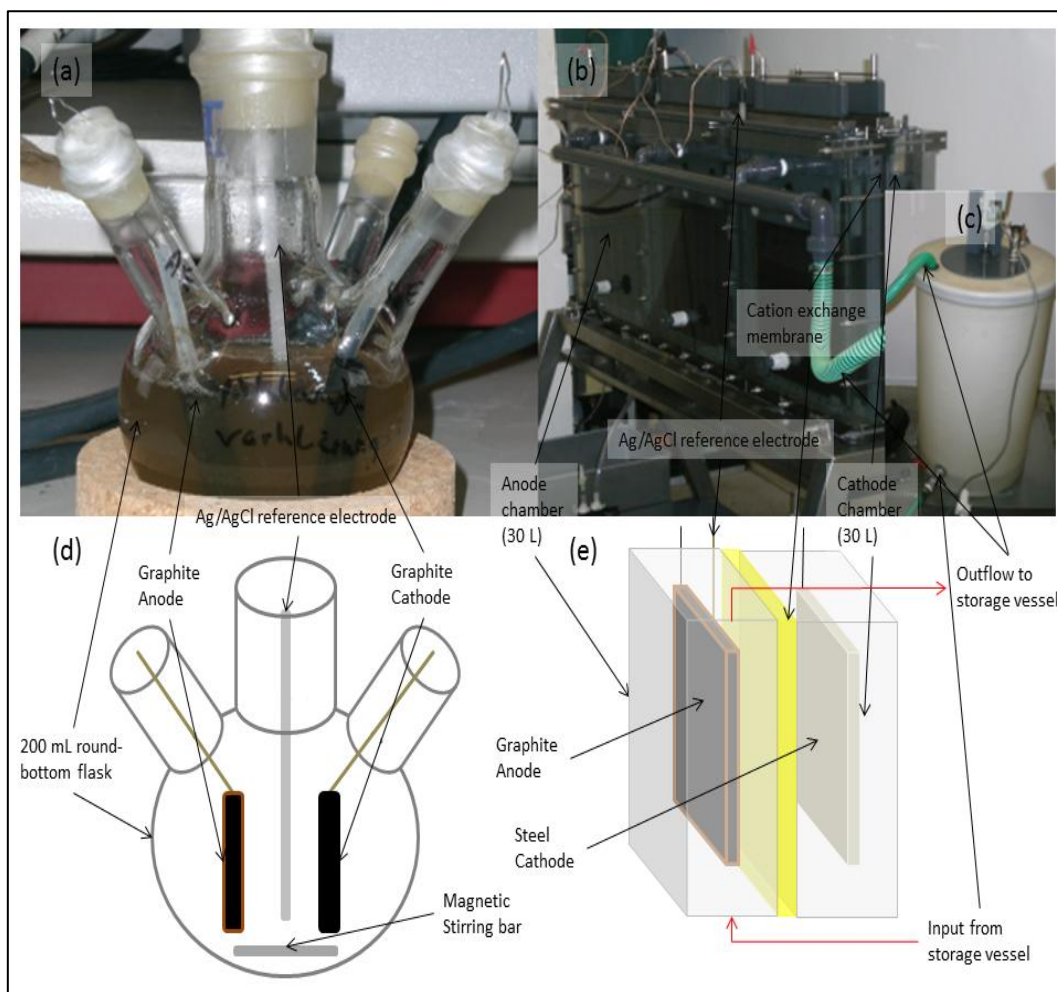 (a)
(b)
(c)
Cation exchange
membrane
Ag/AgCl reference electrode
Anode
chamber
(30 L)
Cathode
Chamber
(30 L)
Ag/AgCl reference electrode
(d)
(e)
Graphite
Anode
Graphite
Cathode
Outflow to
storage vessel
200 mL round-
bottom flask
Graphite
Anode
Steel
Cathode
Magnetic
Stirring bar
Input from
storage vessel